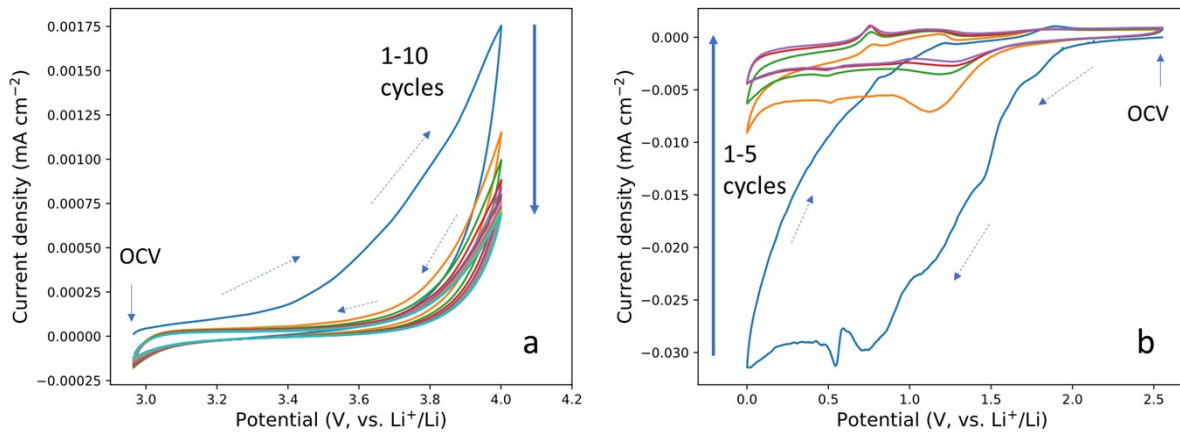 Current density (mA cm⁻²)
0.00175
0.00150
0.00125
0.00100
0.00075
0.00050
0.00025
0.00000
−0.00025
1-10
cycles
OCV
a
3.0 3.2 3.4 3.6 3.8 4.0 4.2
Potential (V, vs. Li⁺/Li)
Current density (mA cm⁻²)
0.000
−0.005
−0.010
−0.015
−0.020
−0.025
−0.030
1-5
cycles
OCV
b
0.0 0.5 1.0 1.5 2.0 2.5
Potential (V, vs. Li⁺/Li)